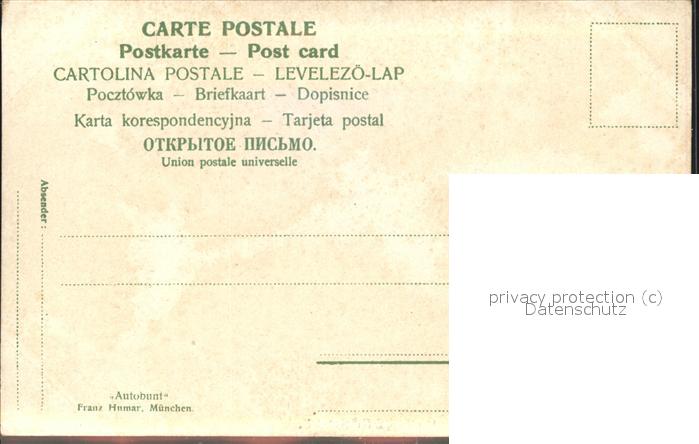 CARTE POSTALE
Postkarte — Post card
CARTOLINA POSTALE — LEVELEZÖ-LAP
Pocztówka — Briefkaart — Dopisnice
Karta korespondencyjna — Tarjeta postal
ОТКРЫТОЕ ПИСЬМО.
Union postale universelle
Absender:
privacy protection (c)
Datenschutz
„Autobunt“
Franz Humar, München.